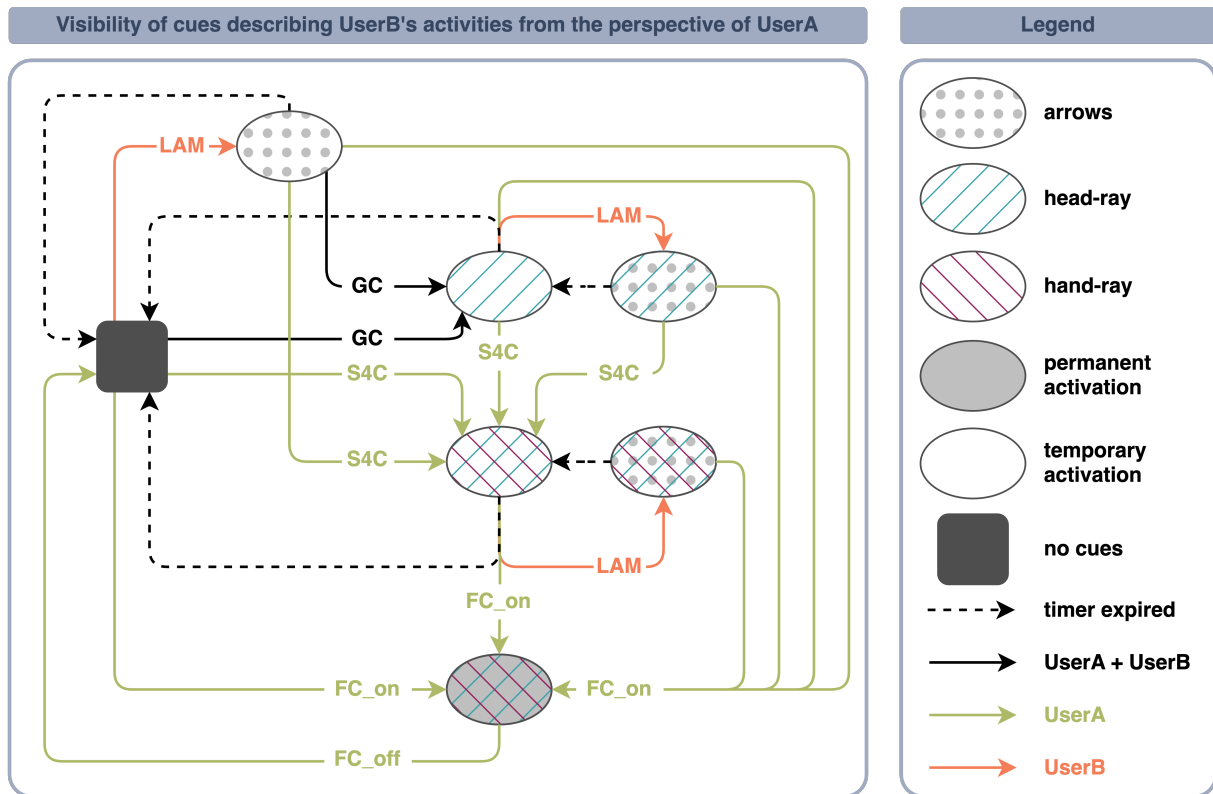 Visibility of cues describing UserB's activities from the perspective of UserA
LAM
LAM
GC
GC
S4C
S4C
S4C
S4C
LAM
FC_on
FC_on
FC_on
FC_off
Legend
arrows
head-ray
hand-ray
permanent
activation
temporary
activation
no cues
timer expired
UserA + UserB
UserA
UserB